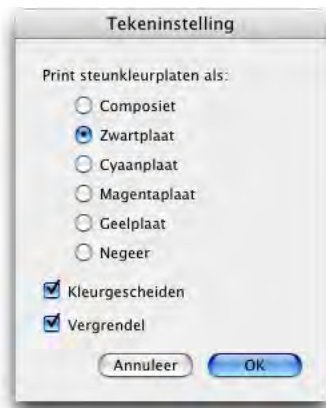 Tekeninstelling
Print steunkleurplaten als:
Composiet
Zwartplaat
Cyaanplaat
Magentaplaat
Geelplaat
Negeer
Kleurgescheiden
Vergrendel
Annuleer OK